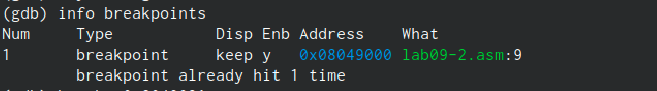 (gdb) info breakpoints
Num     Type           Disp Enb Address    What
1       breakpoint     keep y   0x08049000 lab09-2.asm:9
        breakpoint already hit 1 time